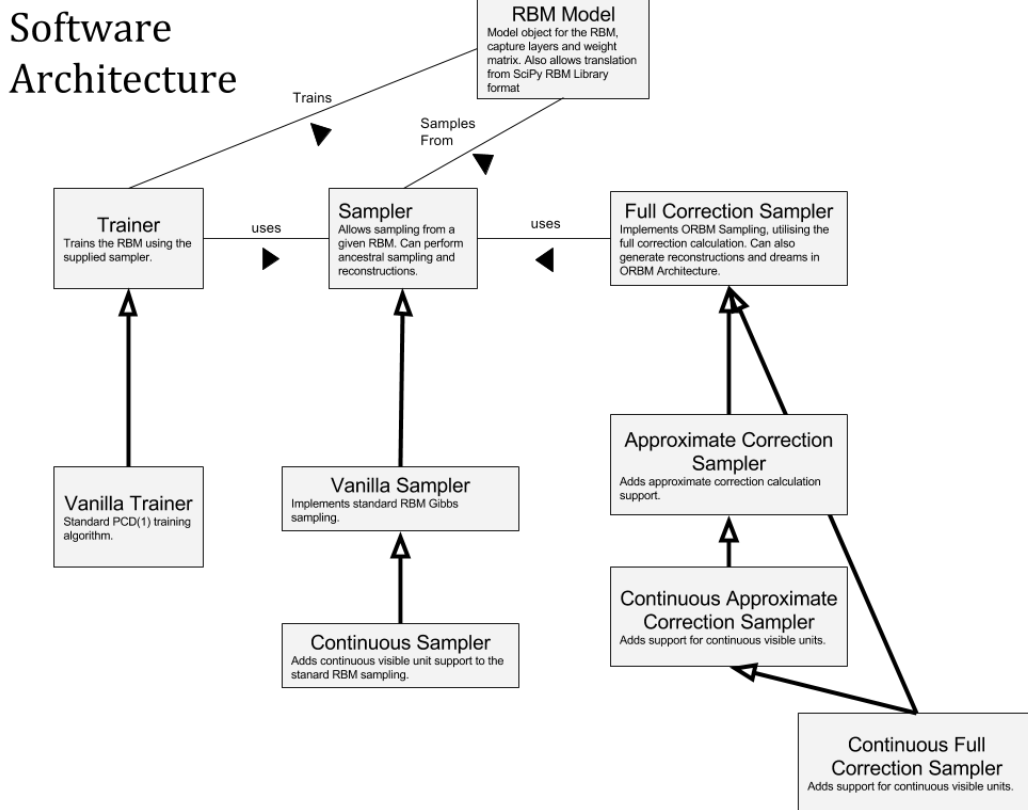 Software
Architecture
RBM Model
Model object for the RBM,
capture layers and weight
matrix. Also allows translation
from SciPy RBM Library
format
Trains
Samples
From
Trainer
Trains the RBM using the
supplied sampler.
uses
Sampler
Allows sampling from a
given RBM. Can perform
ancestral sampling and
reconstructions.
uses
Full Correction Sampler
Implements ORBM Sampling, utilising the
full correction calculation. Can also
generate reconstructions and dreams in
ORBM Architecture.
Vanilla Trainer
Standard PCD(1) training
algorithm.
Vanilla Sampler
Implements standard RBM Gibbs
sampling.
Approximate Correction
Sampler
Adds approximate correction calculation
support.
Continuous Sampler
Adds continuous visible unit support to the
stanard RBM sampling.
Continuous Approximate
Correction Sampler
Adds support for continuous visible units.
Continuous Full
Correction Sampler
Adds support for continuous visible units.